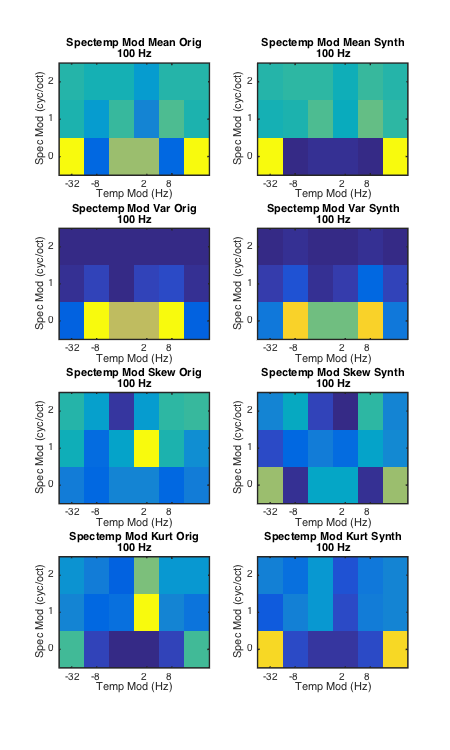 Spectemp Mod Mean Orig
100 Hz
Spec Mod (cyc/oct)
2
1
0
-32 -8 2 8
Temp Mod (Hz)
Spectemp Mod Mean Synth
100 Hz
Spec Mod (cyc/oct)
2
1
0
-32 -8 2 8
Temp Mod (Hz)
Spectemp Mod Var Orig
100 Hz
Spec Mod (cyc/oct)
2
1
0
-32 -8 2 8
Temp Mod (Hz)
Spectemp Mod Var Synth
100 Hz
Spec Mod (cyc/oct)
2
1
0
-32 -8 2 8
Temp Mod (Hz)
Spectemp Mod Skew Orig
100 Hz
Spec Mod (cyc/oct)
2
1
0
-32 -8 2 8
Temp Mod (Hz)
Spectemp Mod Skew Synth
100 Hz
Spec Mod (cyc/oct)
2
1
0
-32 -8 2 8
Temp Mod (Hz)
Spectemp Mod Kurt Orig
100 Hz
Spec Mod (cyc/oct)
2
1
0
-32 -8 2 8
Temp Mod (Hz)
Spectemp Mod Kurt Synth
100 Hz
Spec Mod (cyc/oct)
2
1
0
-32 -8 2 8
Temp Mod (Hz)